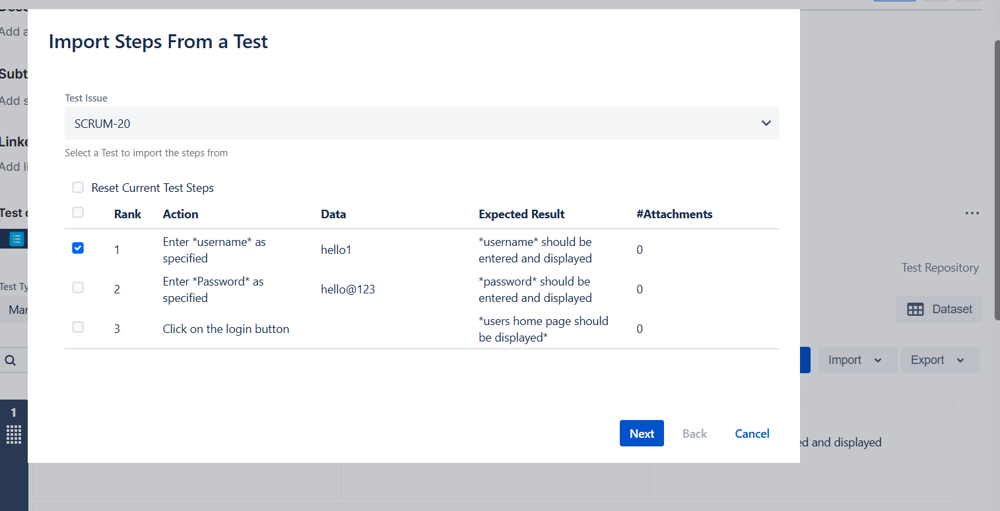 Add a
Subt
Add s
Linke
Add li
Test
Test Ty
Mar
1
Import Steps From a Test
Test Issue
SCRUM-20
Select a Test to import the steps from
Reset Current Test Steps
Rank Action Data Expected Result #Attachments
1 Enter *username* as specified hello1 *username* should be entered and displayed 0
2 Enter *Password* as specified hello@123 *password* should be entered and displayed 0
3 Click on the login button *users home page should be displayed* 0
Next Back Cancel
...
Test Repository
Dataset
Import Export
ed and displayed